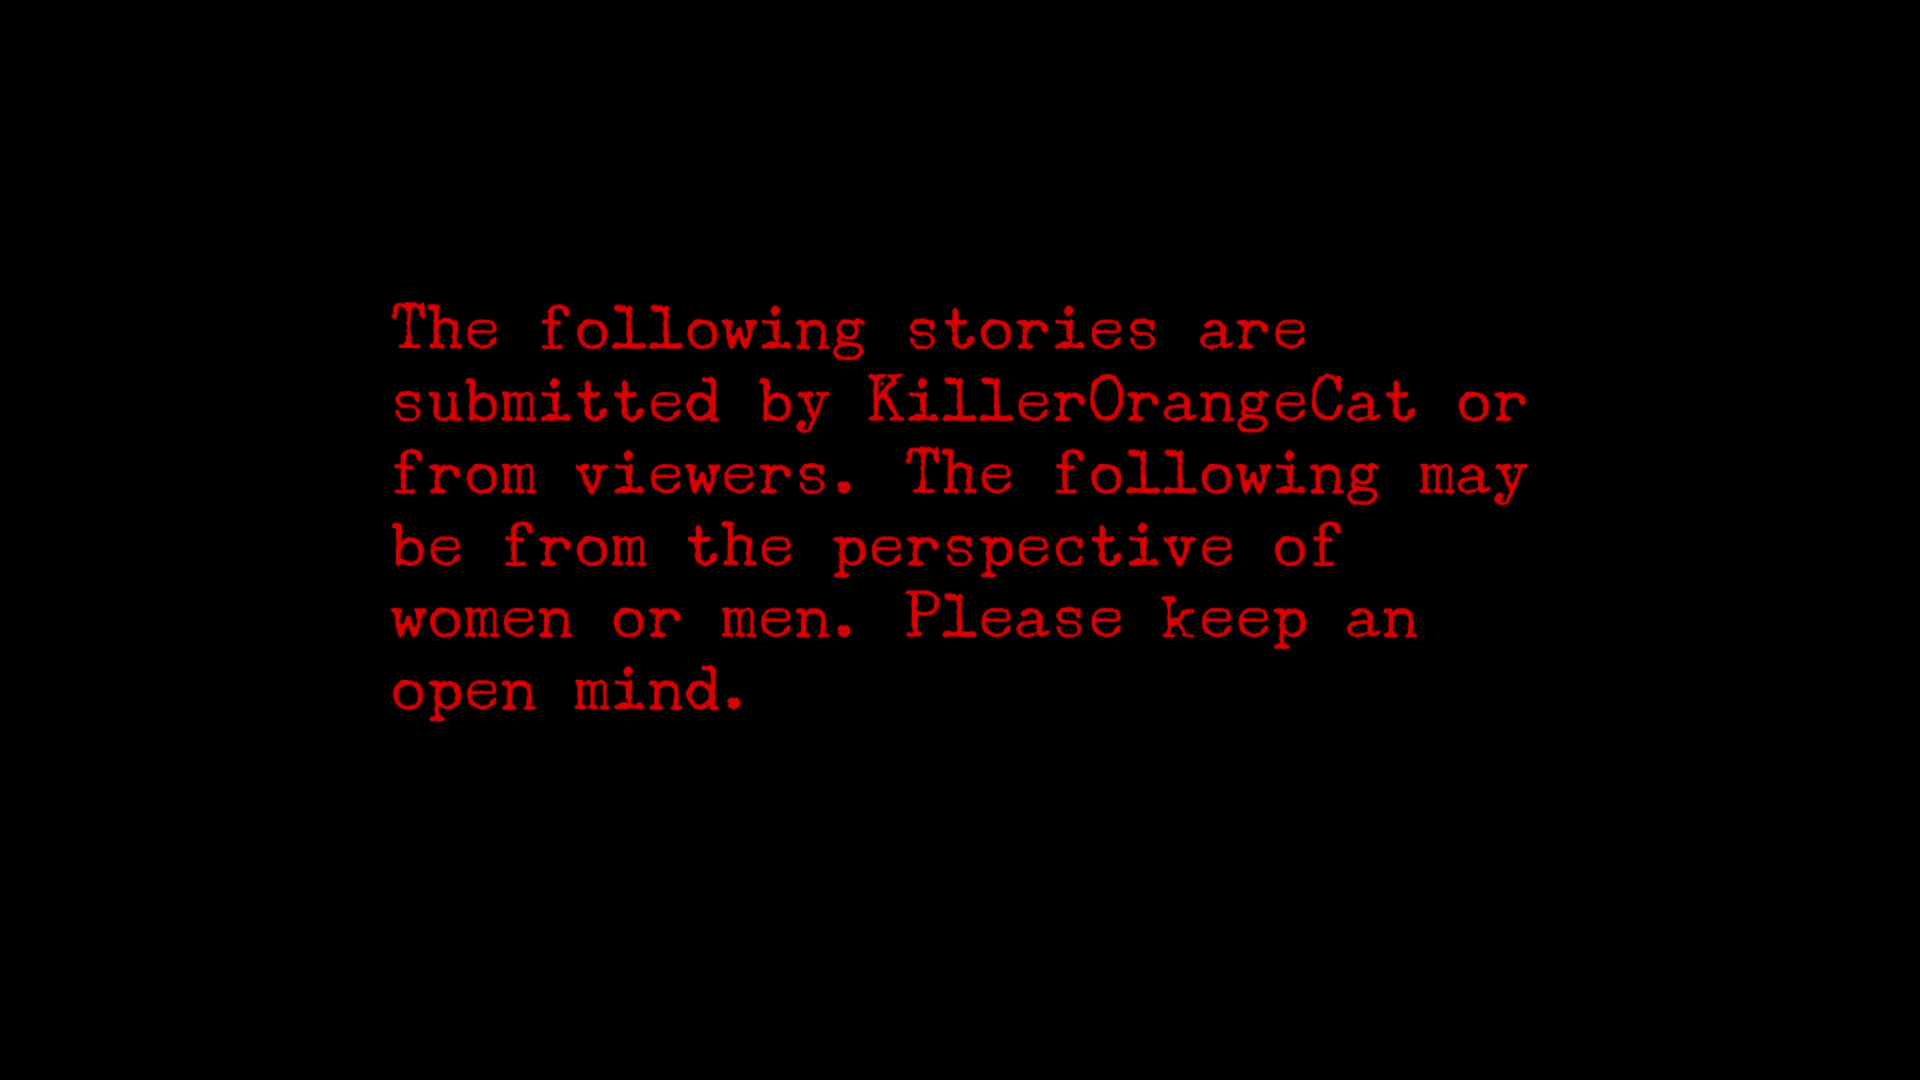 The following stories are
submitted by KillerOrangeCat or
from viewers. The following may
be from the perspective of
women or men. Please keep an
open mind.